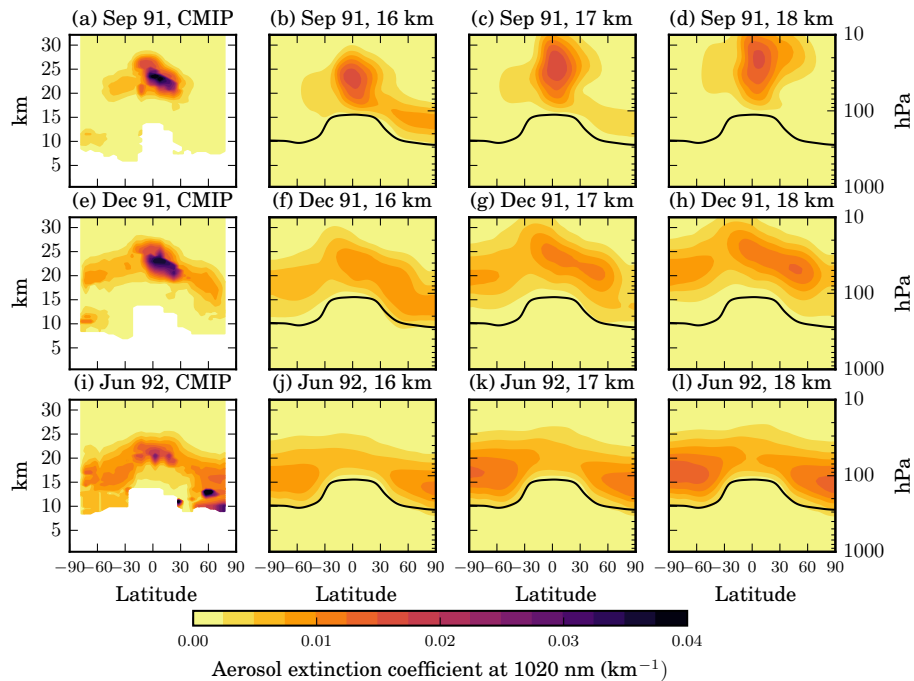 (a) Sep 91, CMIP (b) Sep 91, 16 km (c) Sep 91, 17 km (d) Sep 91, 18 km
30
25
20
15
10
5
km
10
100
1000
hPa
(e) Dec 91, CMIP (f) Dec 91, 16 km (g) Dec 91, 17 km (h) Dec 91, 18 km
30
25
20
15
10
5
km
10
100
1000
hPa
(i) Jun 92, CMIP (j) Jun 92, 16 km (k) Jun 92, 17 km (l) Jun 92, 18 km
30
25
20
15
10
5
km
10
100
1000
hPa
−90 −60 −30 0 30 60 90 −60 −30 0 30 60 90 −60 −30 0 30 60 90 −60 −30 0 30 60 90
Latitude Latitude Latitude Latitude
0.00 0.01 0.02 0.03 0.04
Aerosol extinction coefficient at 1020 nm (km⁻¹)